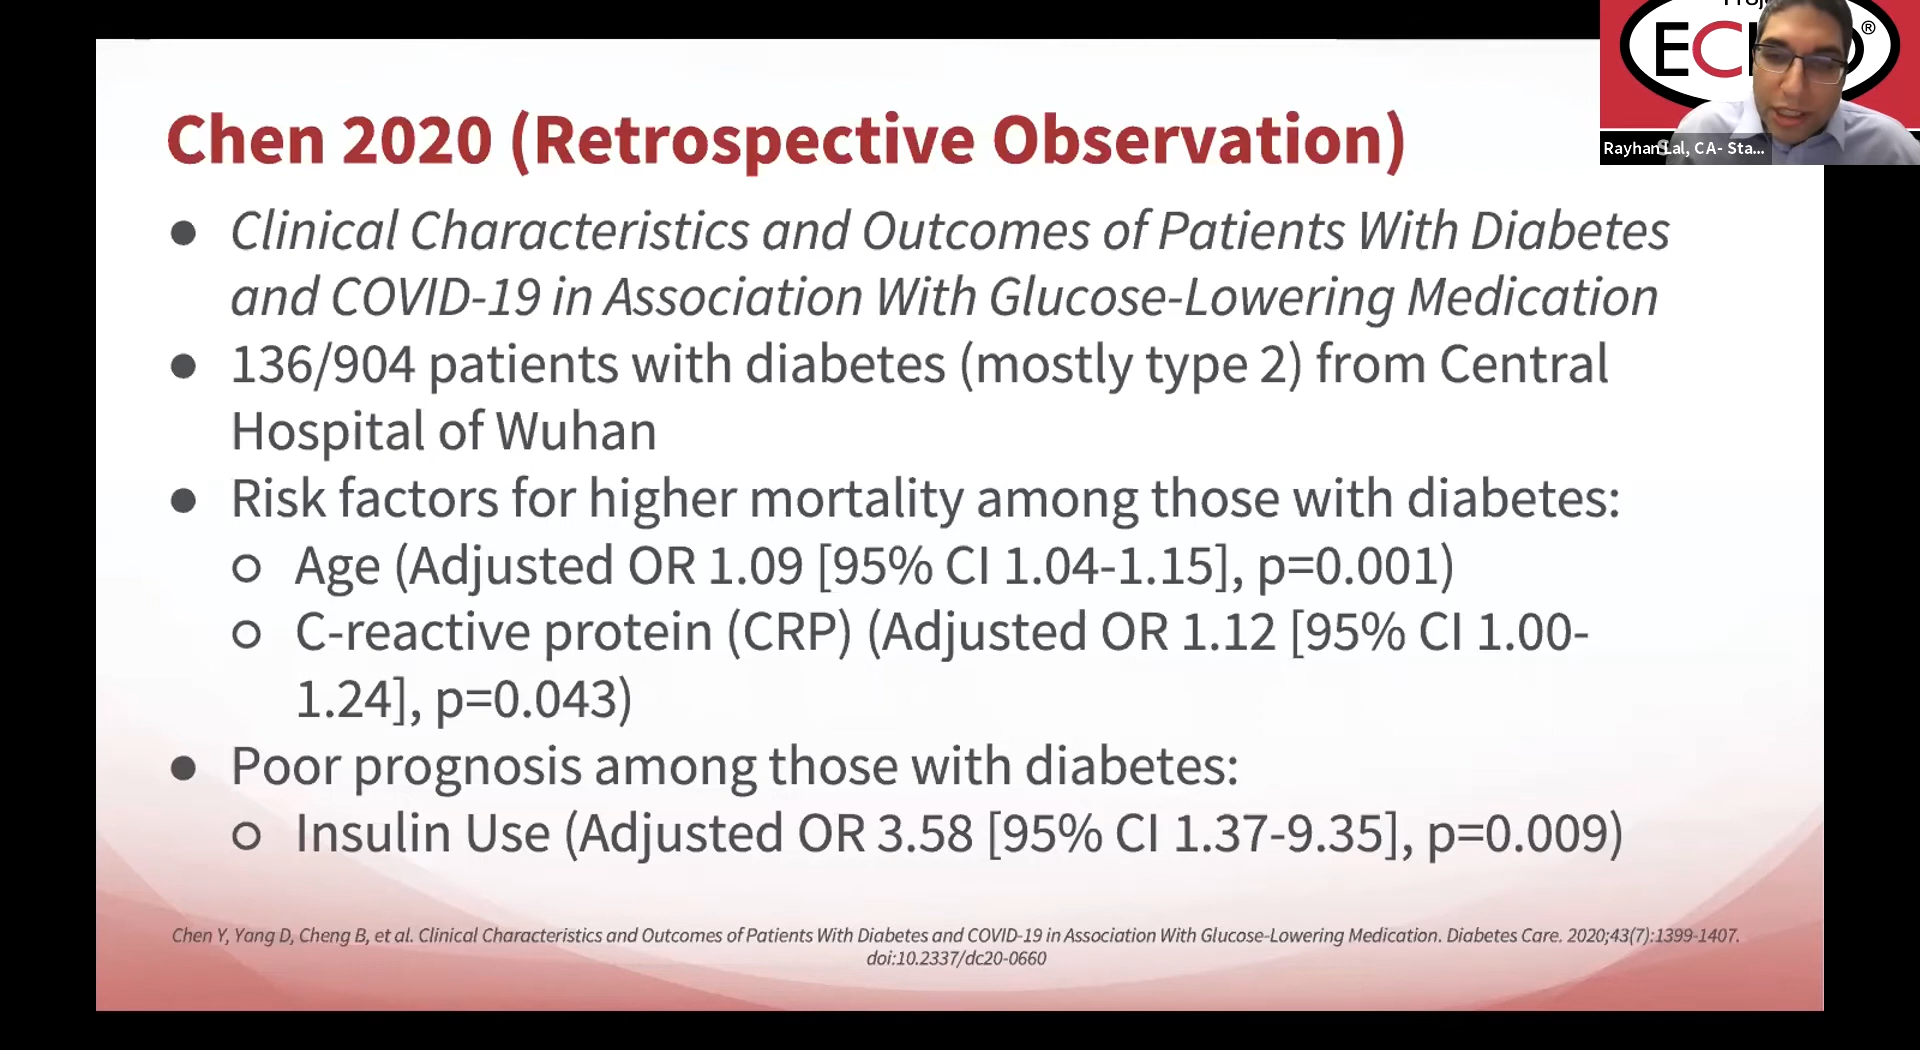 Chen 2020 (Retrospective Observation)
● Clinical Characteristics and Outcomes of Patients With Diabetes
and COVID-19 in Association With Glucose-Lowering Medication
● 136/904 patients with diabetes (mostly type 2) from Central
Hospital of Wuhan
● Risk factors for higher mortality among those with diabetes:
○ Age (Adjusted OR 1.09 [95% CI 1.04-1.15], p=0.001)
○ C-reactive protein (CRP) (Adjusted OR 1.12 [95% CI 1.00-
1.24], p=0.043)
● Poor prognosis among those with diabetes:
○ Insulin Use (Adjusted OR 3.58 [95% CI 1.37-9.35], p=0.009)
Chen Y, Yang D, Cheng B, et al. Clinical Characteristics and Outcomes of Patients With Diabetes and COVID-19 in Association With Glucose-Lowering Medication. Diabetes Care. 2020;43(7):1399-1407.
doi:10.2337/dc20-0660
Rayhan Lal, CA- Sta...